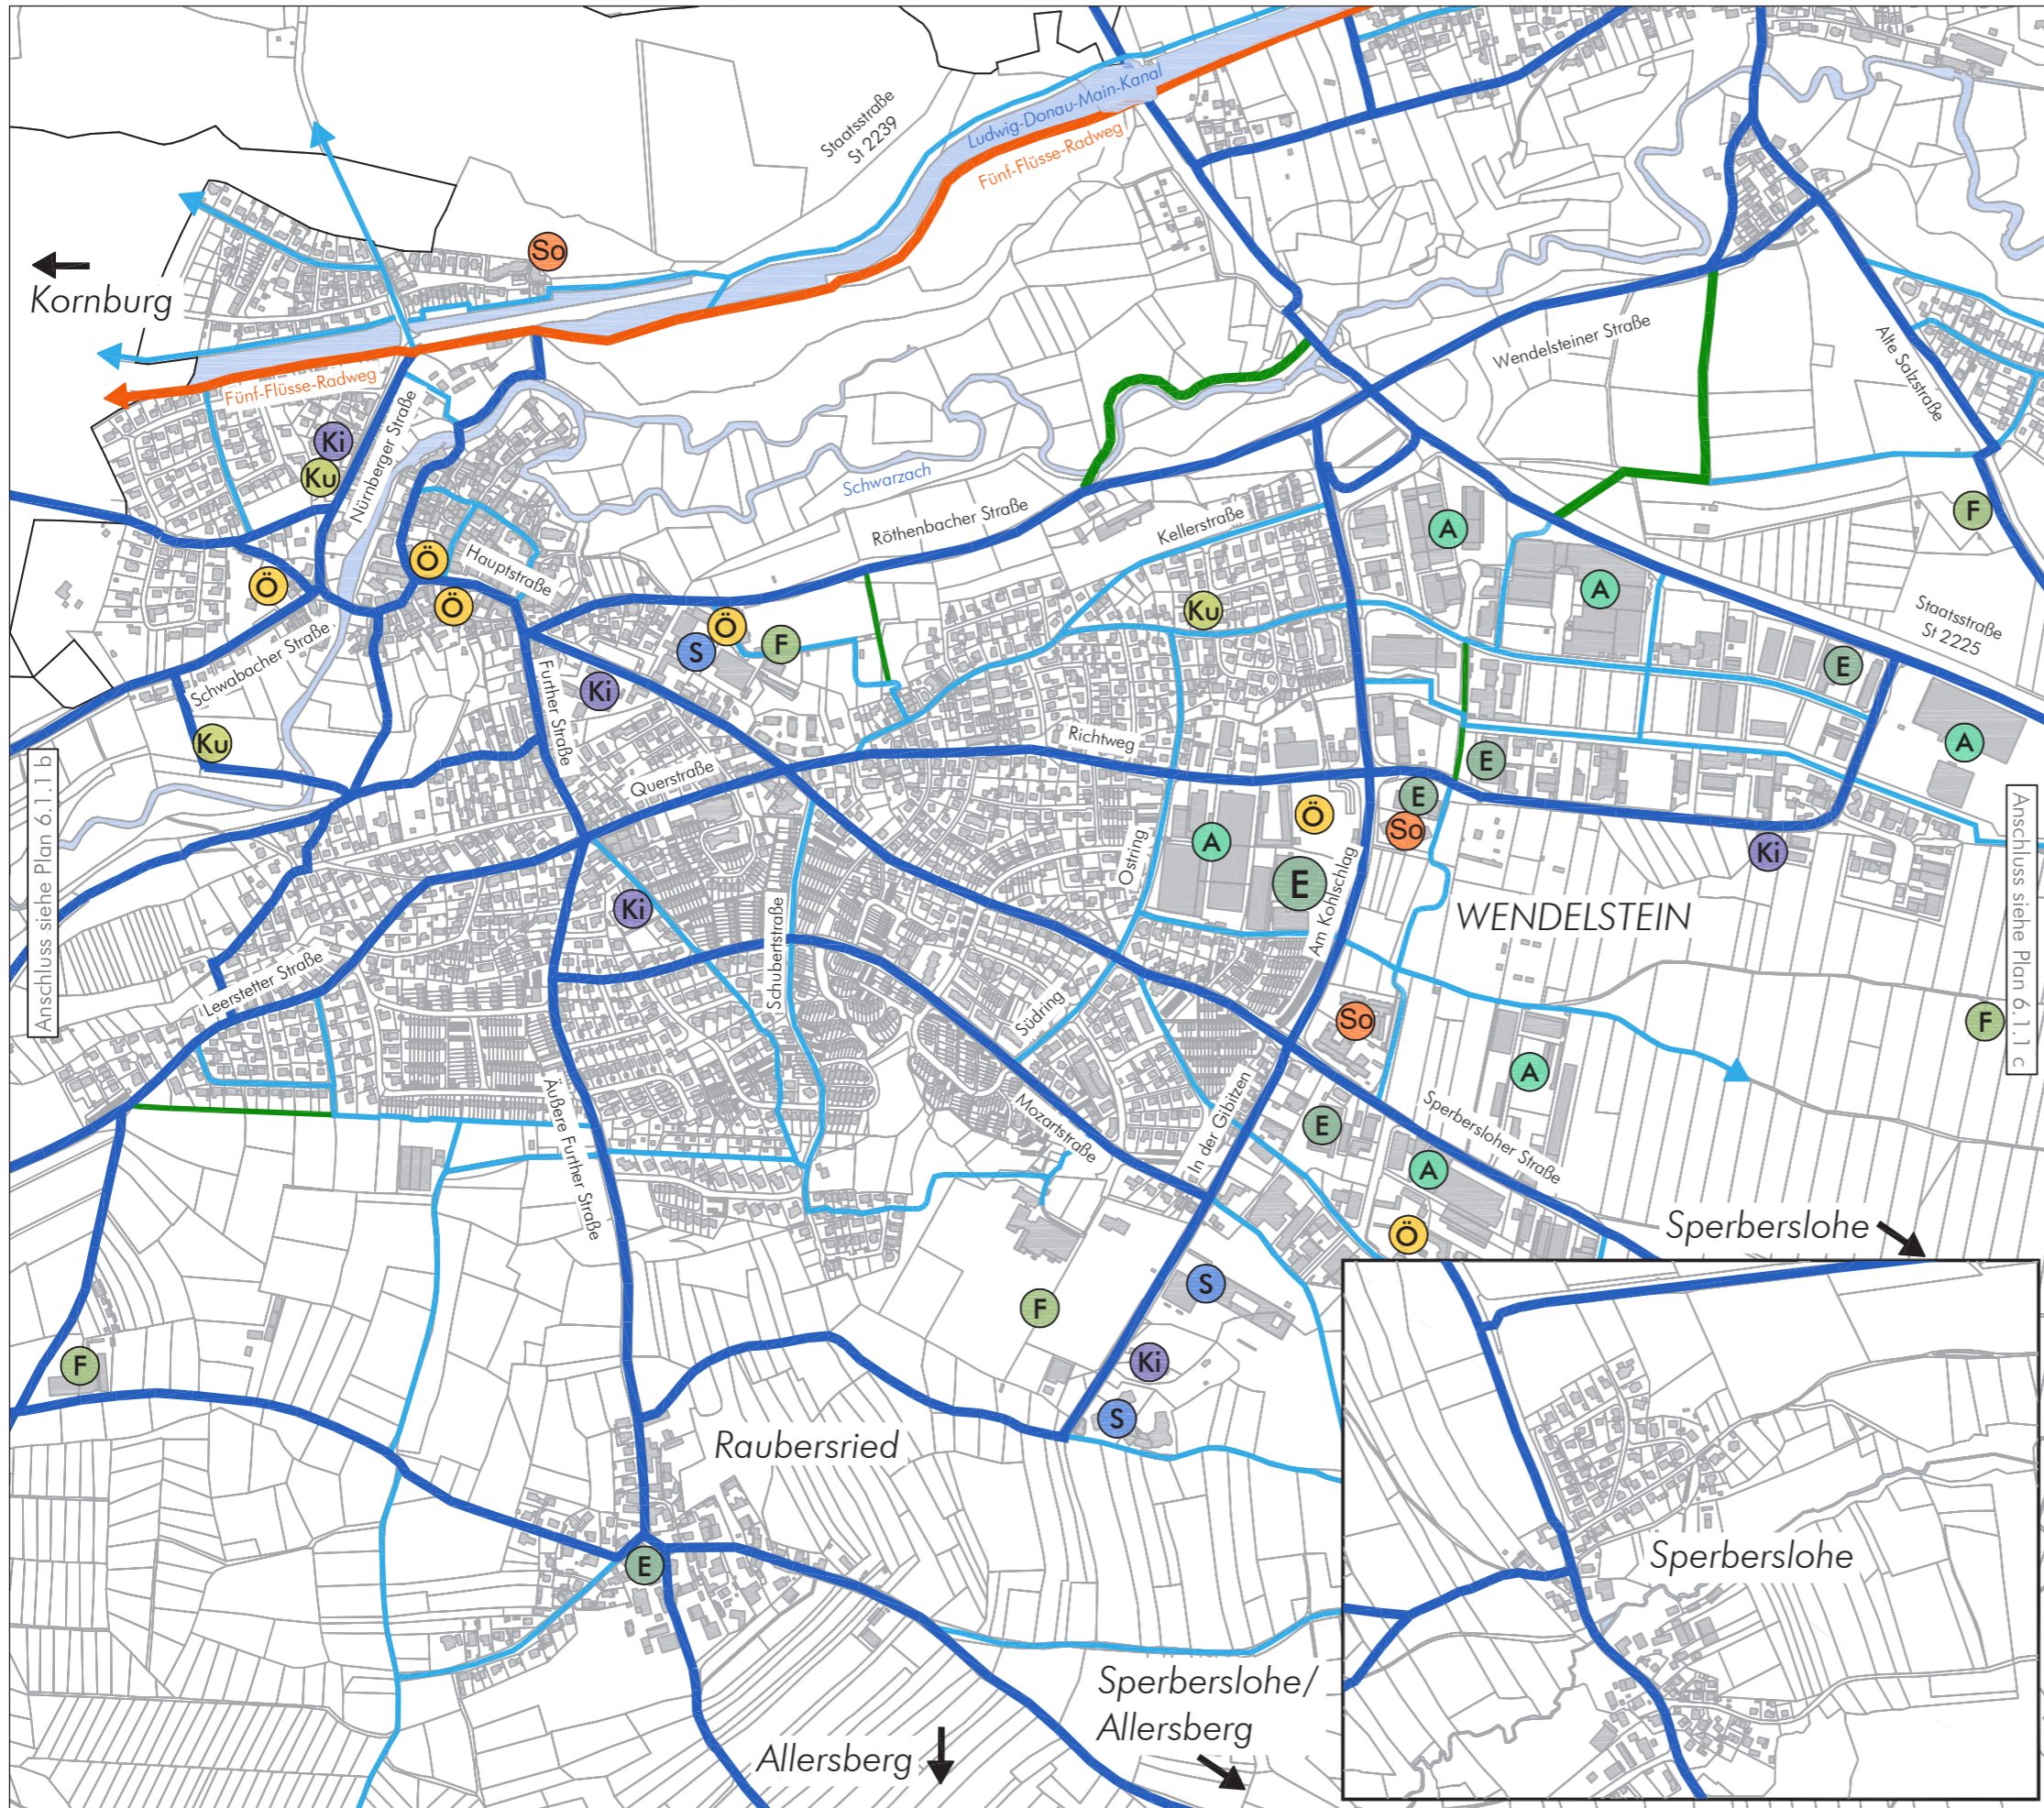 Staatsstraße
St 2239
Ludwig-Donau-Main-Kanal
Fünf-Flüsse-Radweg
So
Kornburg
Wendelsteiner Straße
Alte Salzstraße
Fünf-Flüsse-Radweg
Nürnberger Straße
Ki
Ku
Schwarzach
Röthenbacher Straße
Kellerstraße
A
F
Ö
Ö
Ö
Hauptstraße
Ku
A
Staatsstraße
St 2225
Schwabacher Straße
Further Straße
Ki
S
Ö
F
E
Ku
Querstraße
Richtweg
E
A
Anschluss siehe Plan 6.1.1 b
E
So
Ö
A
Ostring
E
Am Kohlschlag
Ki
Anschluss siehe Plan 6.1.1 c
Ki
Schubertstraße
WENDELSTEIN
Leerstetter Straße
Südring
So
F
A
Äußere Further Straße
Mozartstraße
In der Gibitzen
E
Sperbersloher Straße
A
Ö
Sperberslohe
S
F
Ki
F
S
Raubersried
E
Sperberslohe
Sperberslohe/
Allersberg
Allersberg